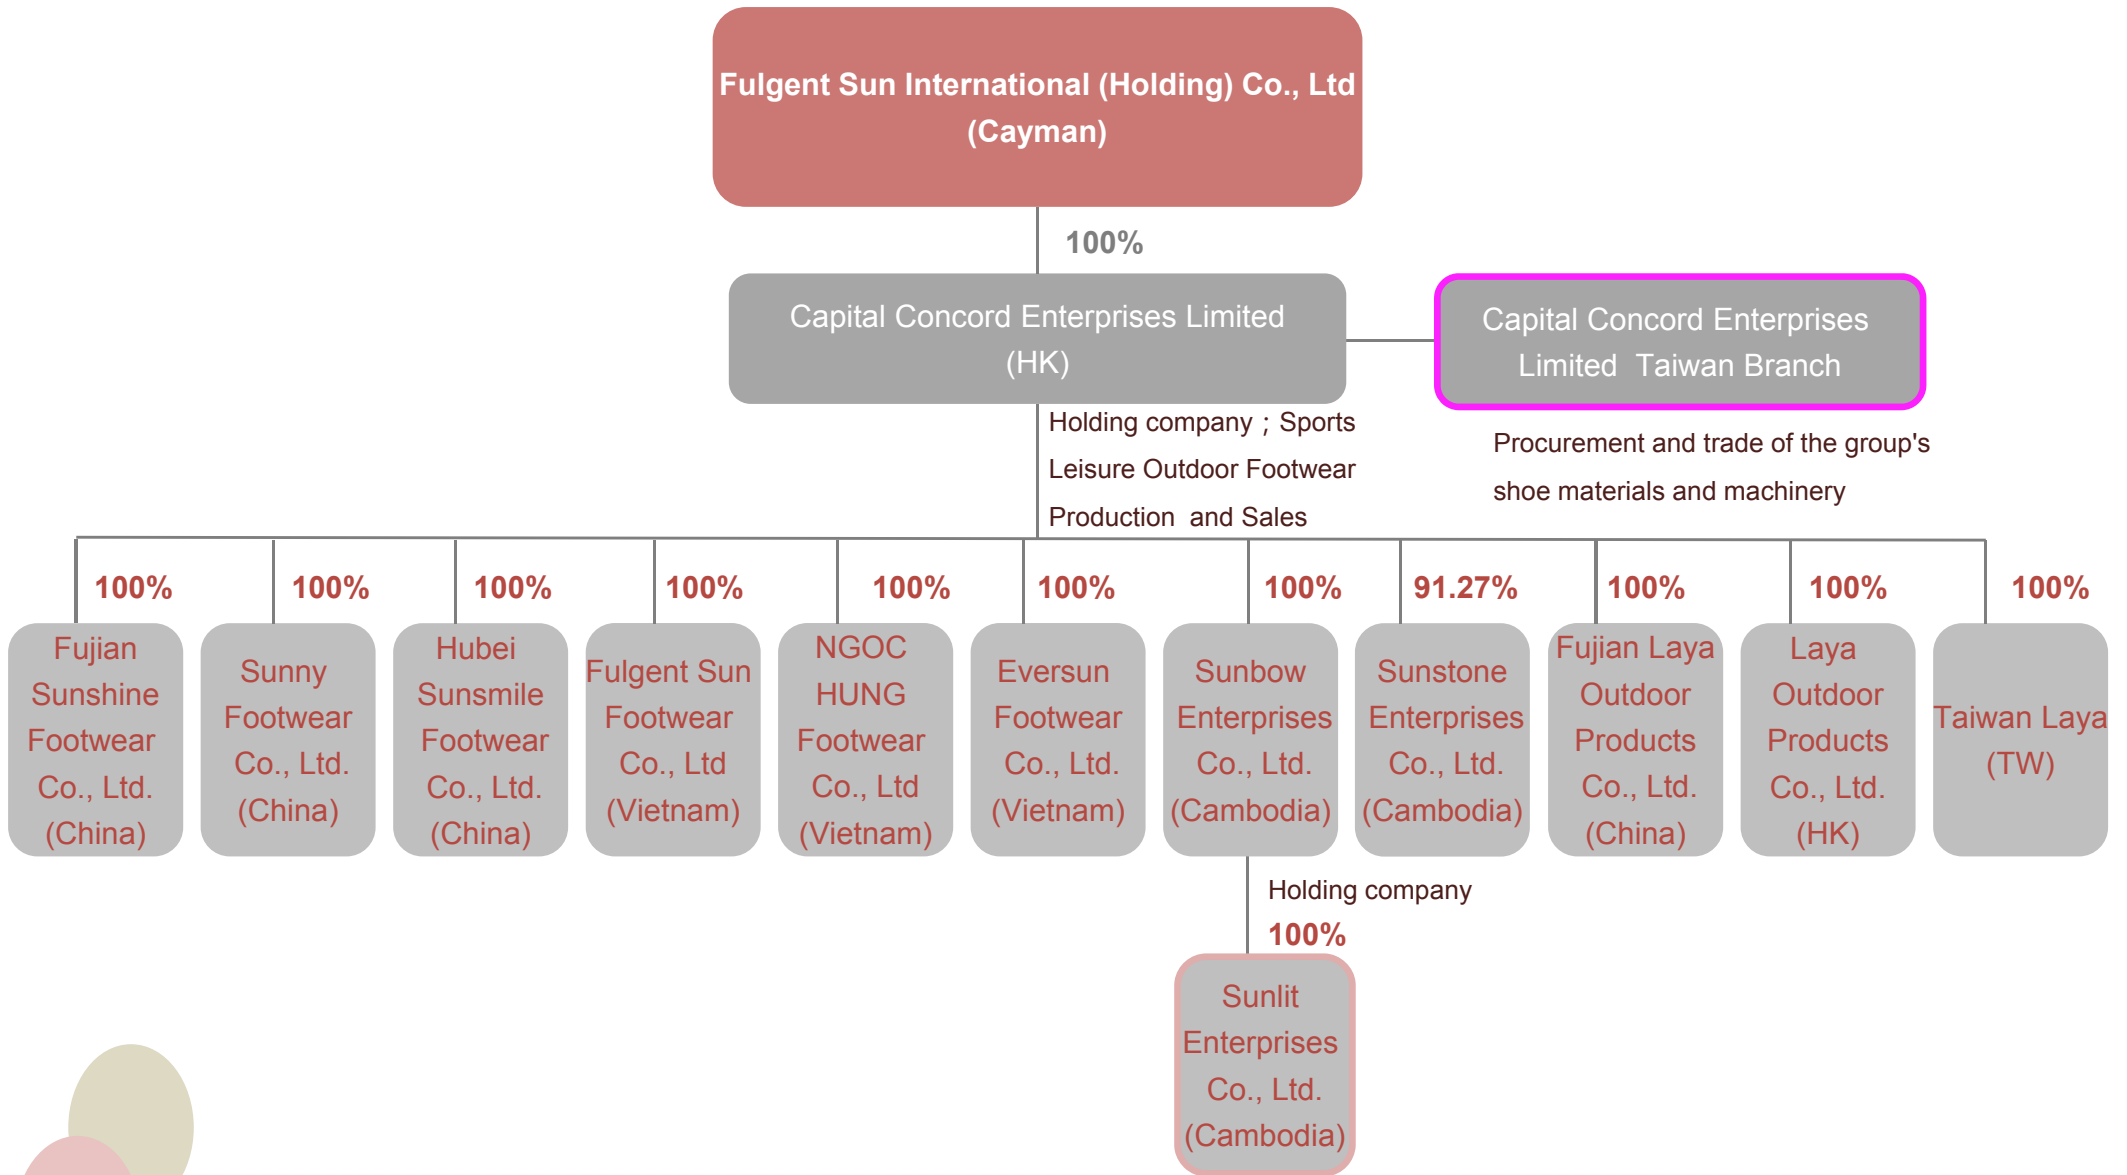 Fulgent Sun International (Holding) Co., Ltd
(Cayman)
100%
Capital Concord Enterprises Limited
(HK)
Capital Concord Enterprises
Limited Taiwan Branch
Holding company；Sports
Leisure Outdoor Footwear
Production and Sales
Procurement and trade of the group's
shoe materials and machinery
100%
Fujian
Sunshine
Footwear
Co., Ltd.
(China)
100%
Sunny
Footwear
Co., Ltd.
(China)
100%
Hubei
Sunsmile
Footwear
Co., Ltd.
(China)
100%
Fulgent Sun
Footwear
Co., Ltd
(Vietnam)
100%
NGOC
HUNG
Footwear
Co., Ltd
(Vietnam)
100%
Eversun
Footwear
Co., Ltd.
(Vietnam)
100%
Sunbow
Enterprises
Co., Ltd.
(Cambodia)
91.27%
Sunstone
Enterprises
Co., Ltd.
(Cambodia)
100%
Fujian Laya
Outdoor
Products
Co., Ltd.
(China)
100%
Laya
Outdoor
Products
Co., Ltd.
(HK)
100%
Taiwan Laya
(TW)
Holding company
100%
Sunlit
Enterprises
Co., Ltd.
(Cambodia)